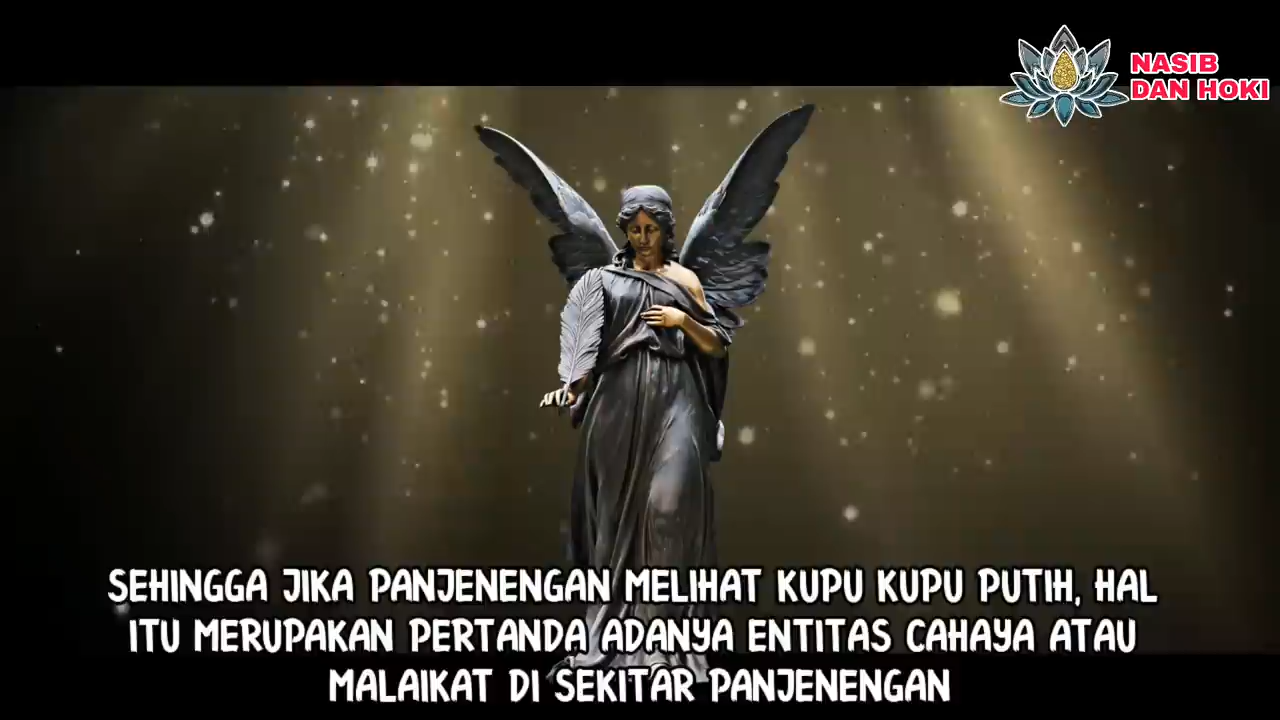 NASIB
DAN HOKI
SEHINGGA JIKA PANJENENGAN MELIHAT KUPU KUPU PUTIH, HAL
ITU MERUPAKAN PERTANDA ADANYA ENTITAS CAHAYA ATAU
MALAIKAT DI SEKITAR PANJENENGAN